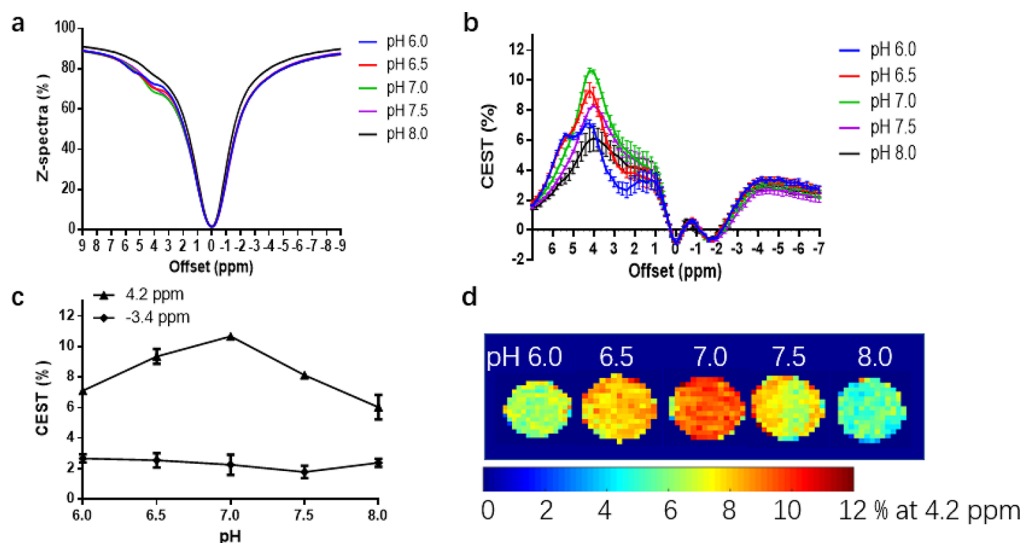 a
100
80
60
40
20
0
Z-spectra (%)
9 8 7 6 5 4 3 2 1 0 -1 -2 -3 -4 -5 -6 -7 -8 -9
Offset (ppm)
pH 6.0
pH 6.5
pH 7.0
pH 7.5
pH 8.0
b
12
10
8
6
4
2
0
-2
CEST (%)
6 5 4 3 2 1 0 -1 -2 -3 -4 -5 -6 -7
Offset (ppm)
pH 6.0
pH 6.5
pH 7.0
pH 7.5
pH 8.0
c
4.2 ppm
-3.4 ppm
12
10
8
6
4
2
0
CEST (%)
6.0 6.5 7.0 7.5 8.0
pH
d
pH 6.0 6.5 7.0 7.5 8.0
0 2 4 6 8 10 12 % at 4.2 ppm